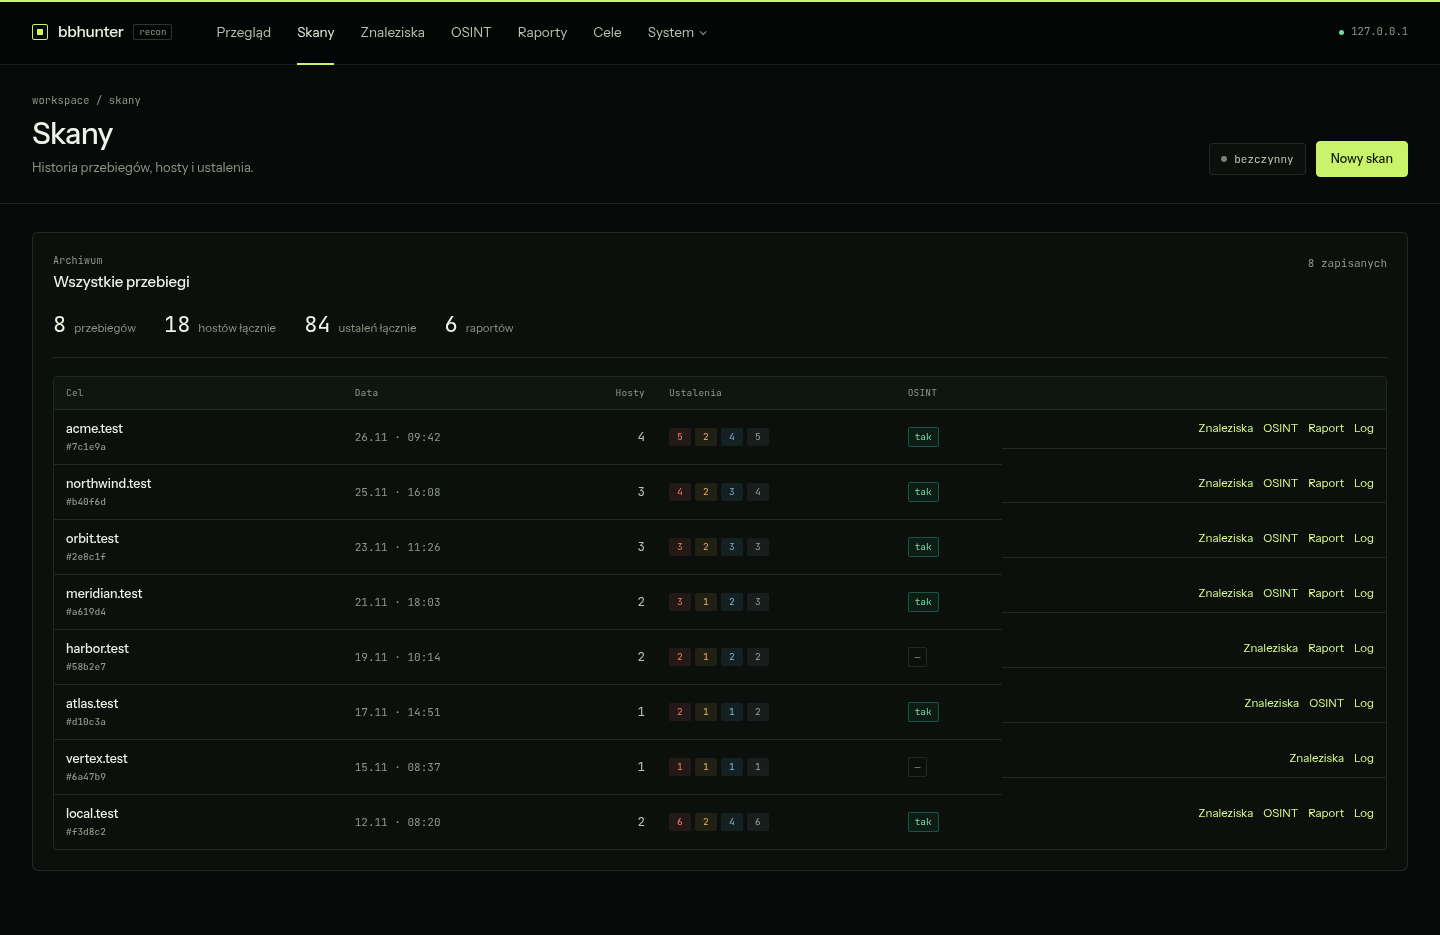 bbhunter recon Przegląd Skany Znaleziska OSINT Raporty Cele System 127.0.0.1
workspace / skany
Skany
Historia przebiegów, hosty i ustalenia.
bezczynny Nowy skan
Archiwum
Wszystkie przebiegi
8 zapisanych
8 przebiegów 18 hostów łącznie 84 ustaleń łącznie 6 raportów
Cel Data Hosty Ustalenia OSINT
acme.test 26.11 · 09:42 4 5 2 4 5 tak Znaleziska OSINT Raport Log
#7c1e9a
northwind.test 25.11 · 16:08 3 4 2 3 4 tak Znaleziska OSINT Raport Log
#b40f6d
orbit.test 23.11 · 11:26 3 3 2 3 3 tak Znaleziska OSINT Raport Log
#2e8c1f
meridian.test 21.11 · 18:03 2 3 1 2 3 tak Znaleziska OSINT Raport Log
#a619d4
harbor.test 19.11 · 10:14 2 2 1 2 2 – Znaleziska Raport Log
#58b2e7
atlas.test 17.11 · 14:51 1 2 1 1 2 tak Znaleziska OSINT Log
#d10c3a
vertex.test 15.11 · 08:37 1 1 1 1 1 – Znaleziska Log
#6a47b9
local.test 12.11 · 08:20 2 6 2 4 6 tak Znaleziska OSINT Raport Log
#f3d8c2